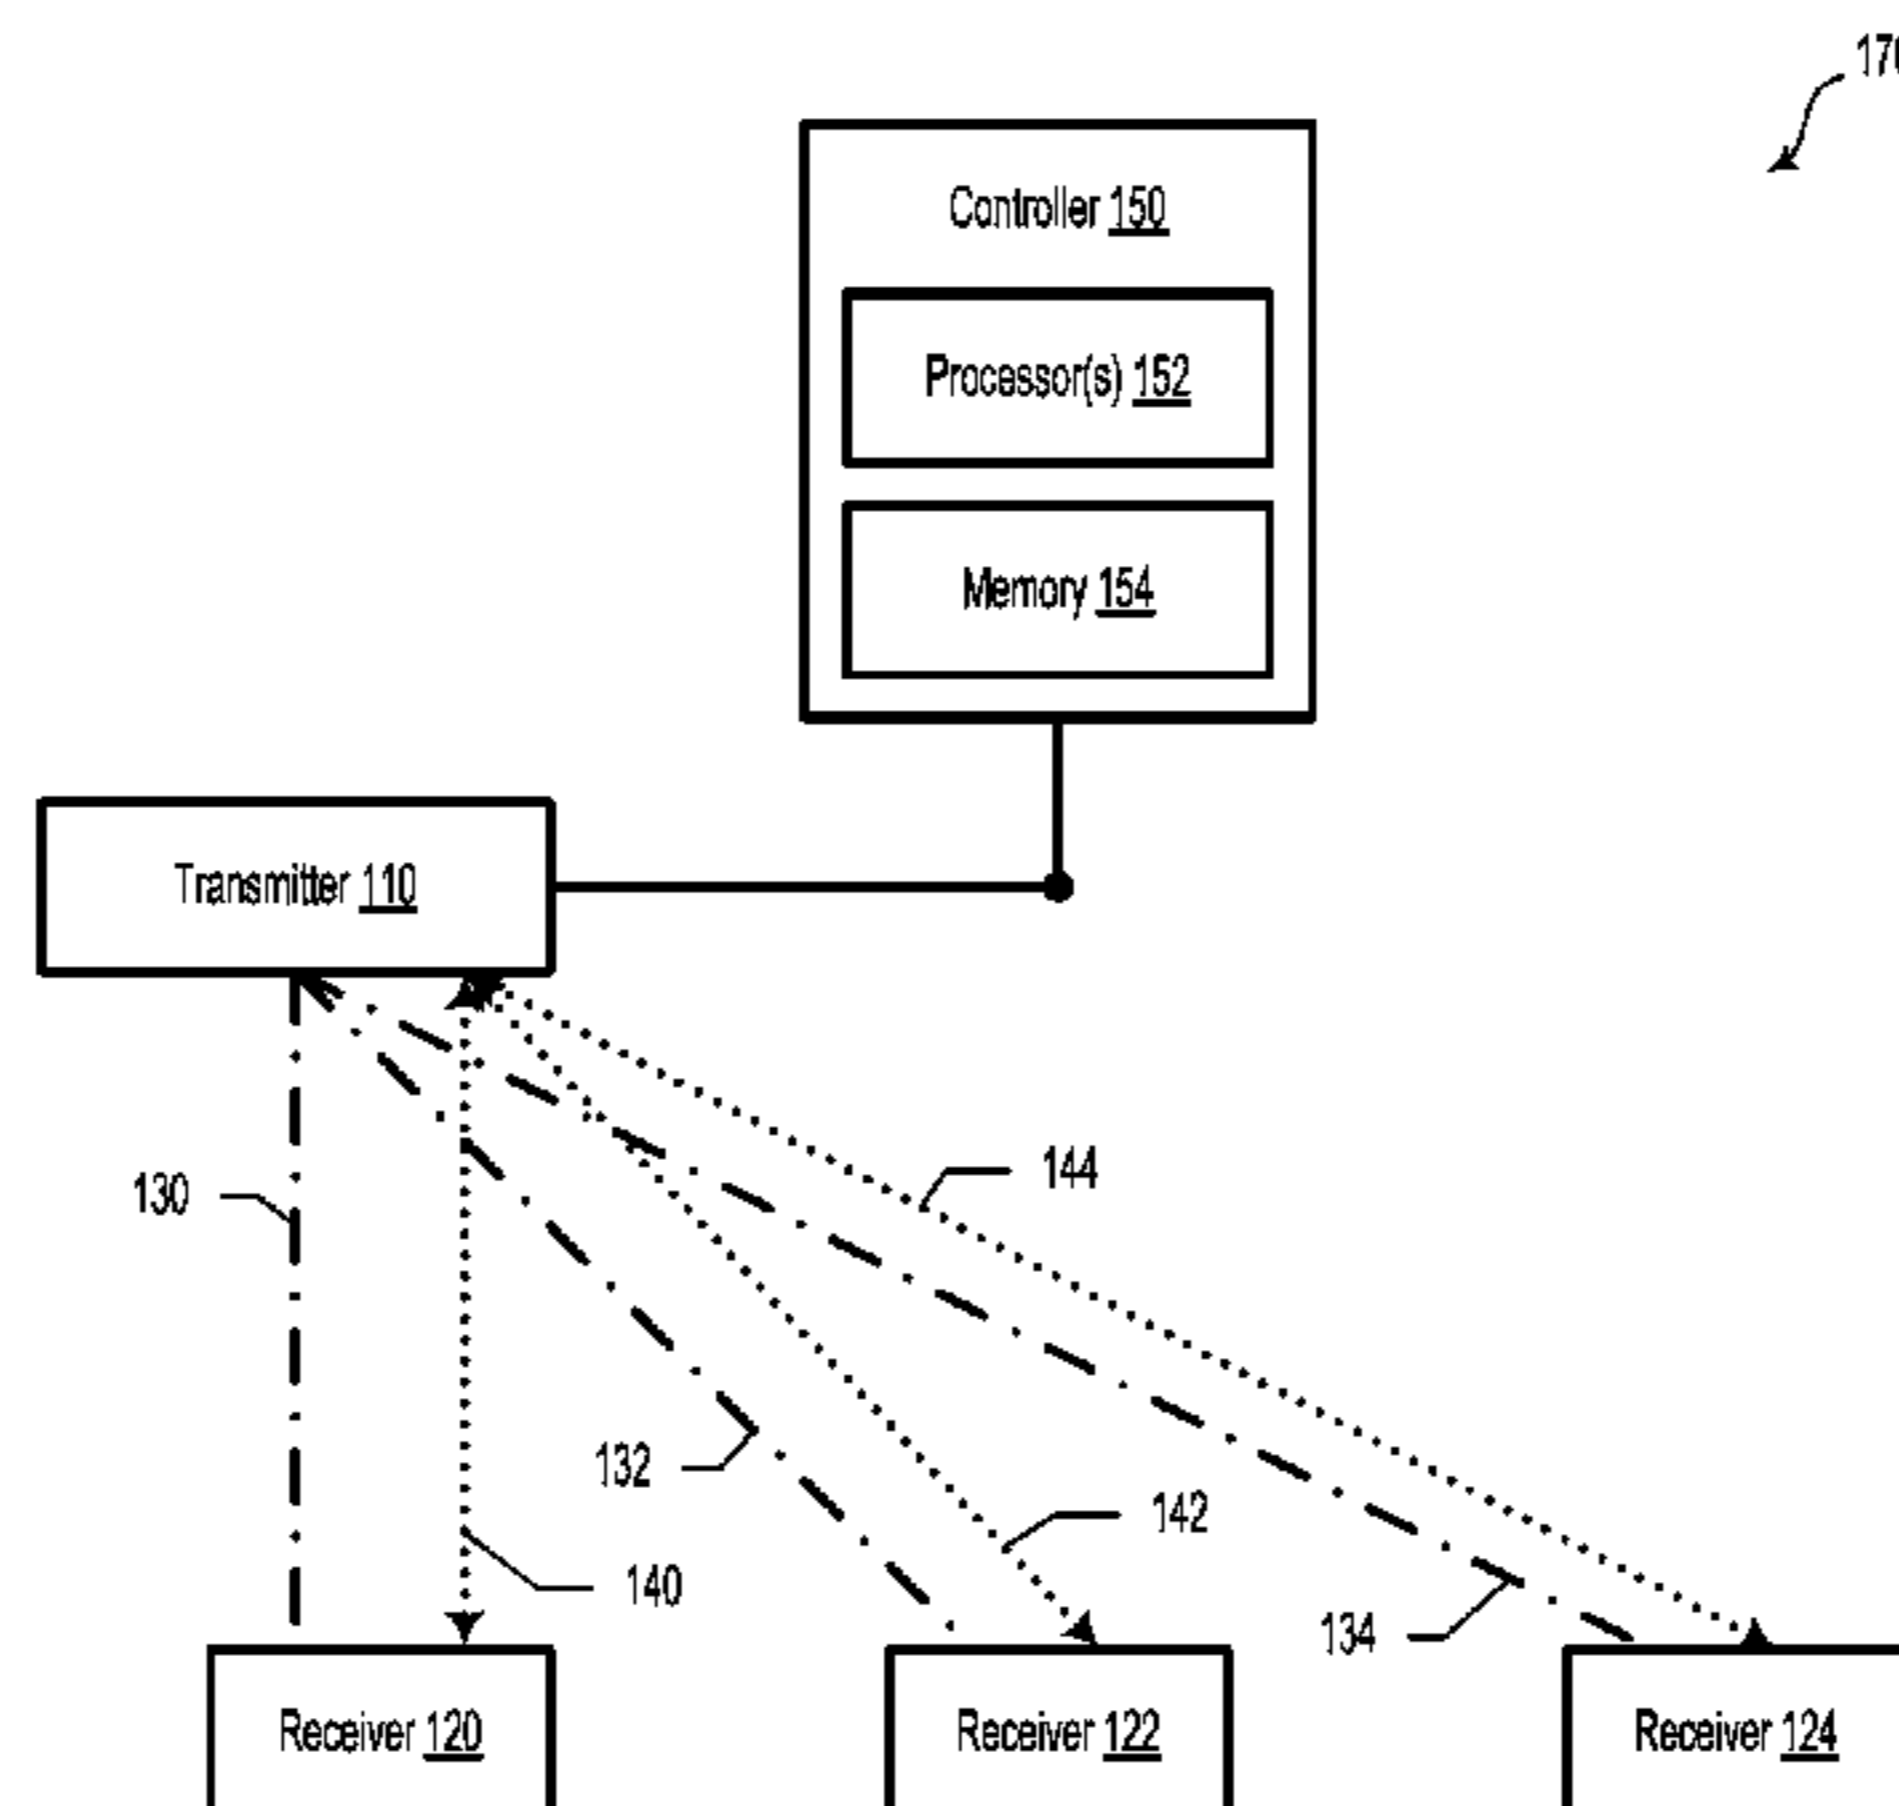 170
Controller 150
Processor(s) 152
Memory 154
Transmitter 110
144
130
132
142
140
134
Receiver 120
Receiver 122
Receiver 124